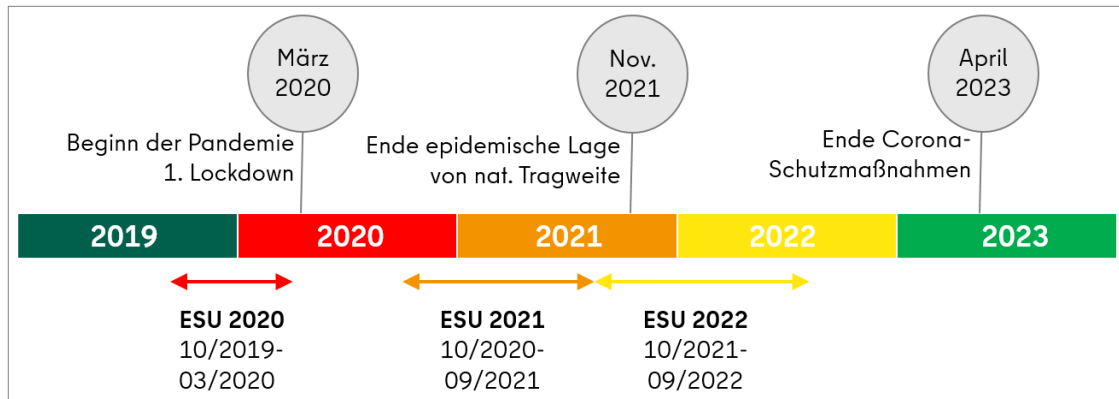 März
2020
Nov.
2021
April
2023
Beginn der Pandemie
1. Lockdown
Ende epidemische Lage
von nat. Tragweite
Ende Corona-
Schutzmaßnahmen
2019
2020
2021
2022
2023
ESU 2020
10/2019-
03/2020
ESU 2021
10/2020-
09/2021
ESU 2022
10/2021-
09/2022